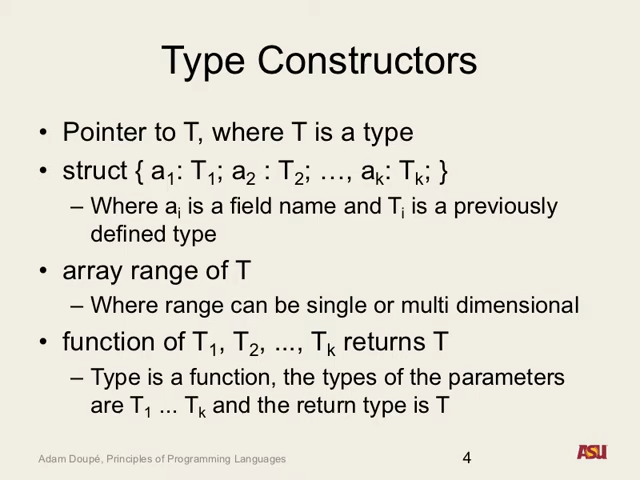 Type Constructors
• Pointer to T, where T is a type
• struct { a₁: T₁; a₂ : T₂; …, aₖ: Tₖ; }
– Where aᵢ is a field name and Tᵢ is a previously
defined type
• array range of T
– Where range can be single or multi dimensional
• function of T₁, T₂, ..., Tₖ returns T
– Type is a function, the types of the parameters
are T₁ ... Tₖ and the return type is T
Adam Doupé, Principles of Programming Languages
4
ASU